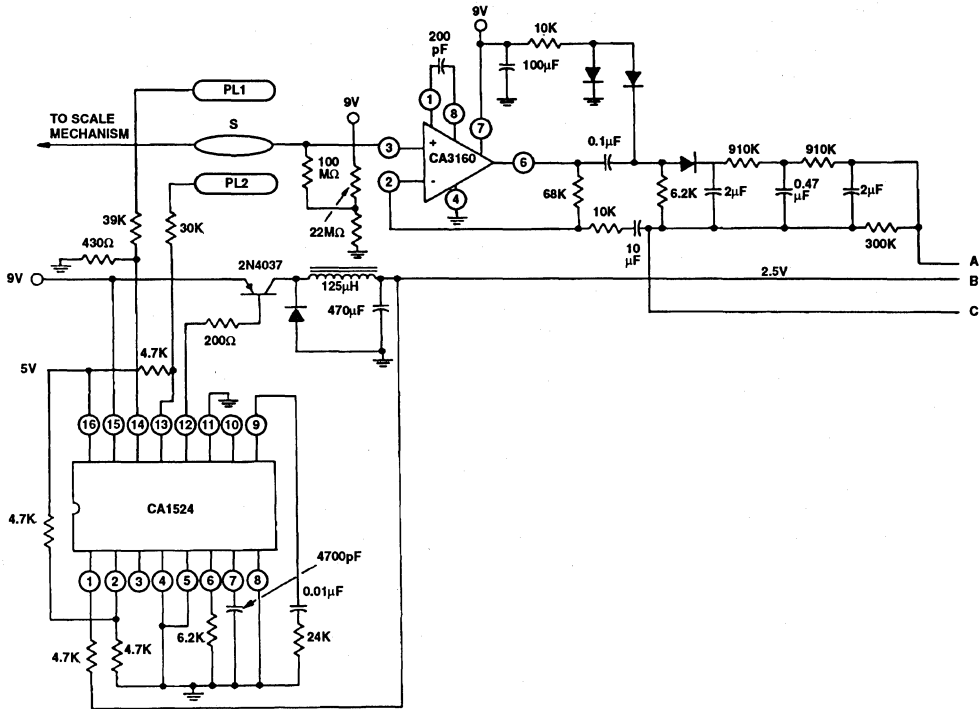 9V
200
pF
10K
100µF
PL1
TO SCALE
MECHANISM
S
9V
1
8
7
3
+
CA3160
-
2
4
6
0.1µF
910K
910K
100
MΩ
68K
6.2K
2µF
0.47
µF
2µF
PL2
39K
30K
22MΩ
10K
10
µF
300K
430Ω
A
9V
2N4037
2.5V
B
125µH
470µF
C
200Ω
4.7K
5V
16
15
14
13
12
11
10
9
CA1524
4.7K
1
2
3
4
5
6
7
8
4700pF
0.01µF
6.2K
24K
4.7K
4.7K